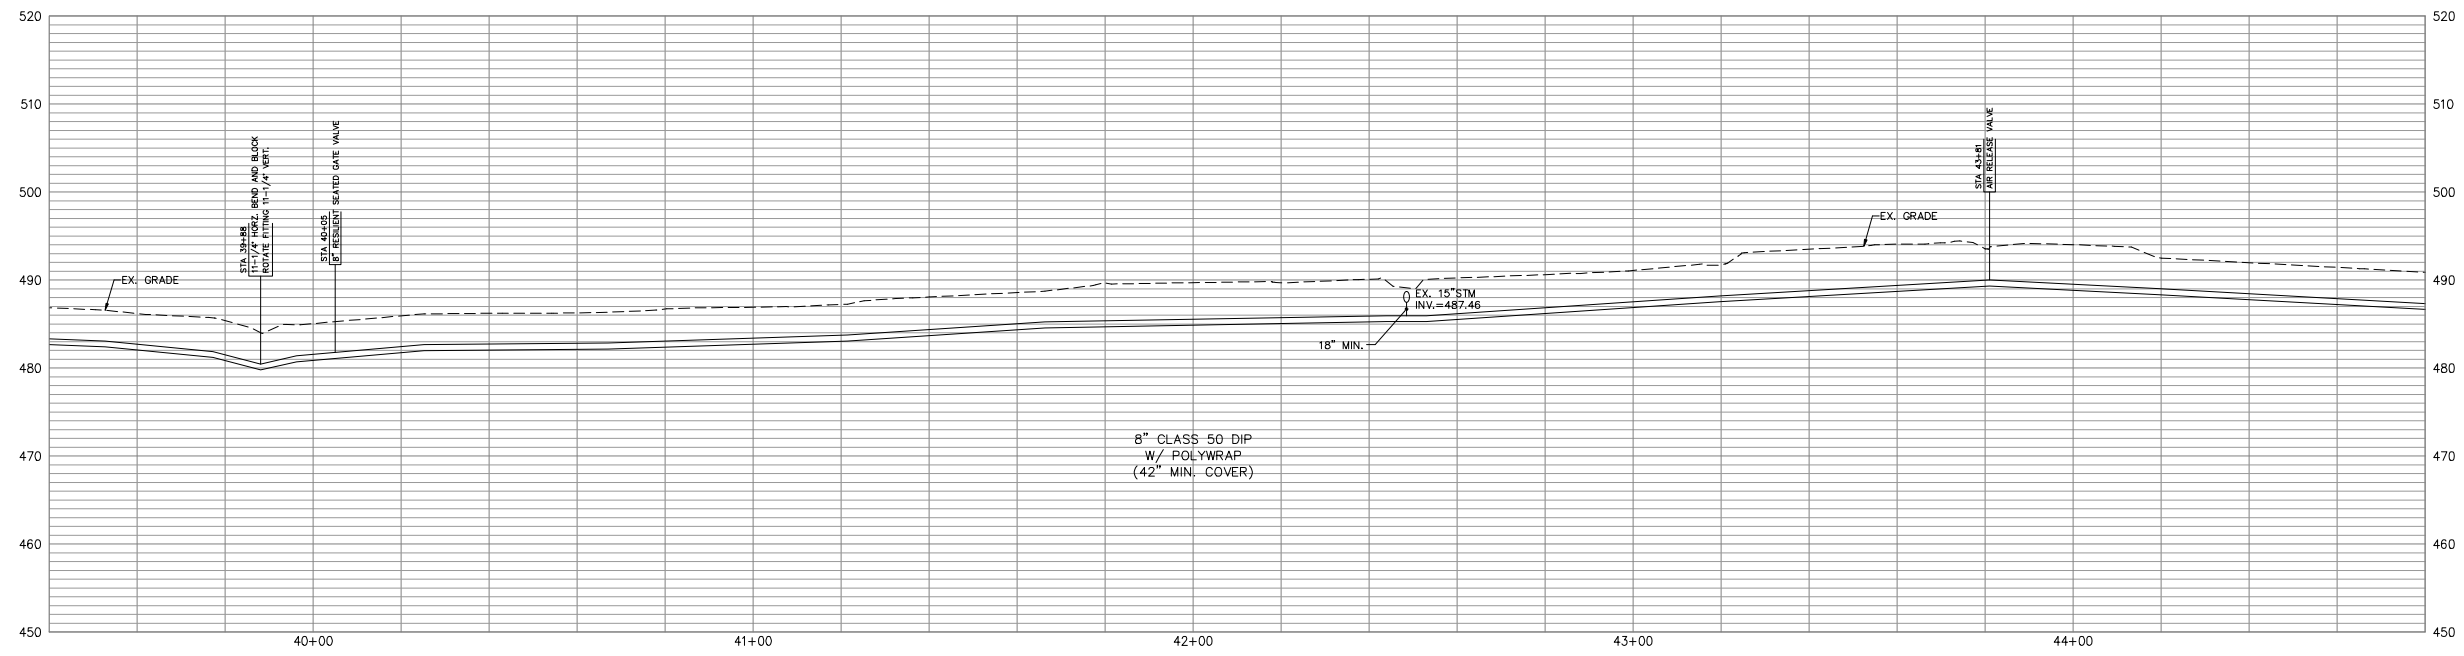 520
520
510
510
500
500
490
490
480
480
470
470
460
460
450
450
STA 39+88
11-1/4° HORZ. BEND AND BLOCK
ROTATE FITTING 11-1/4° VERT.
STA 40+05
8" RESILIENT SEATED GATE VALVE
STA 43+81
AIR RELEASE VALVE
EX. GRADE
EX. GRADE
EX. 15"STM
INV.=487.46
18" MIN.
8" CLASS 50 DIP
W/ POLYWRAP
(42" MIN. COVER)
40+00
41+00
42+00
43+00
44+00